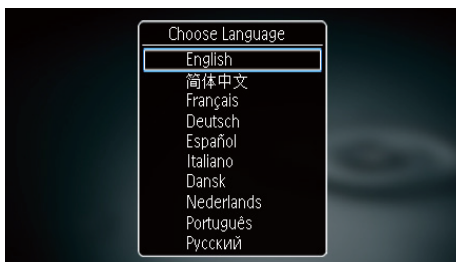 Choose Language
English
简体中文
Français
Deutsch
Español
Italiano
Dansk
Nederlands
Português
Русский